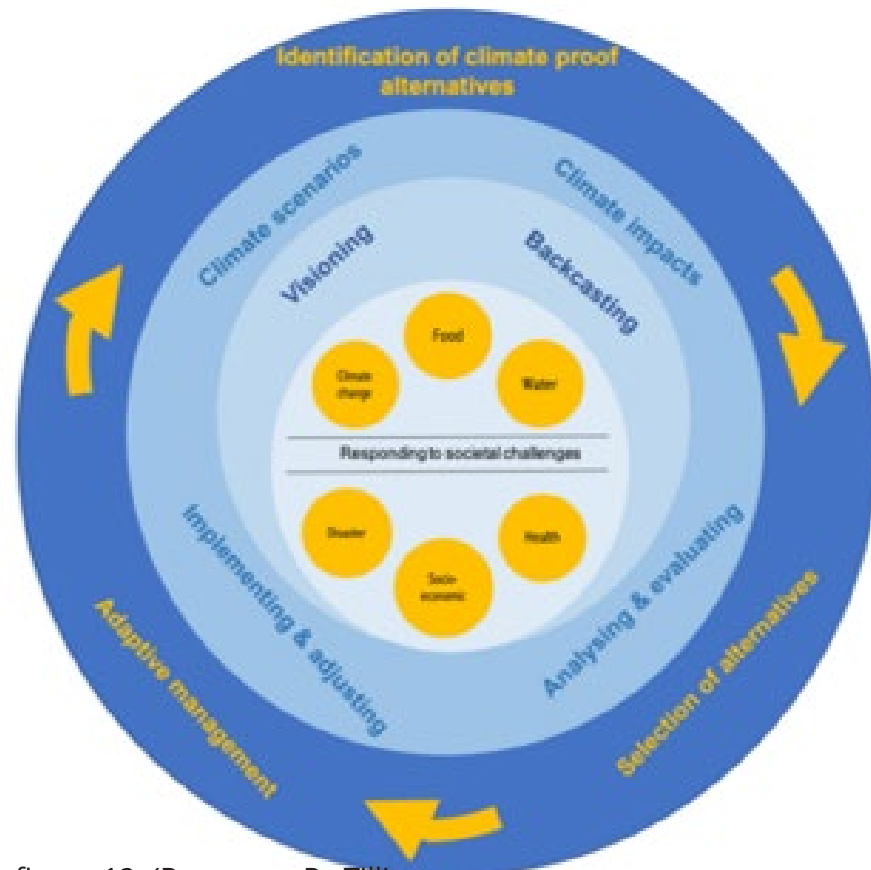 Identification of climate proof
alternatives
Climate scenarios
Climate impacts
Visioning
Backcasting
Food
Climate
change
Water
Responding to societal challenges
Disaster
Health
Socio-
economic
Implementing & adjusting
Analysing & evaluating
Adaptive management
Selection of alternatives